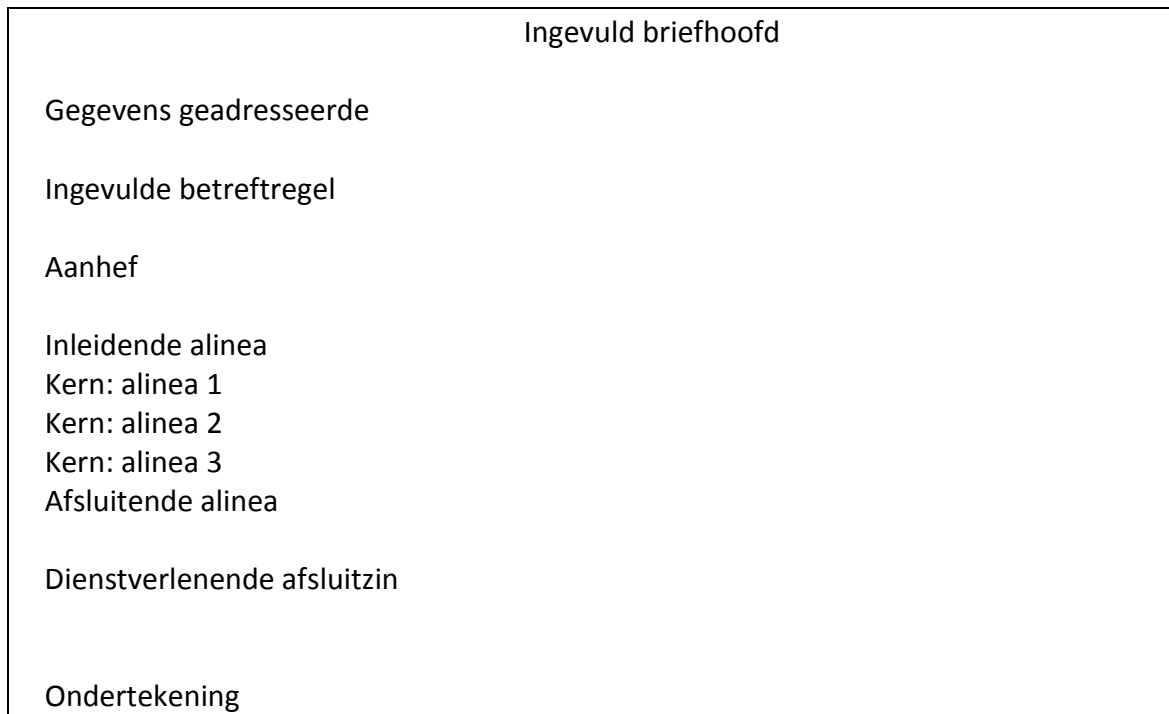 Ingevuld briefhoofd
Gegevens geadresseerde
Ingevulde betreftregel
Aanhef
Inleidende alinea
Kern: alinea 1
Kern: alinea 2
Kern: alinea 3
Afsluitende alinea
Dienstverlenende afsluitzin
Ondertekening